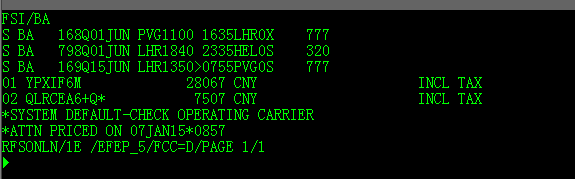 FSI/BA
S BA 168Q01JUN PVG1100 1635LHR0X 777
S BA 798Q01JUN LHR1840 2335HEL0S 320
S BA 169Q15JUN LHR1350>0755PVG0S 777
01 YPXIF6M 28067 CNY INCL TAX
02 QLRCEA6+Q* 7507 CNY INCL TAX
*SYSTEM DEFAULT-CHECK OPERATING CARRIER
*ATTN PRICED ON 07JAN15*0857
RFSONLN/1E /EFEP_5/FCC=D/PAGE 1/1